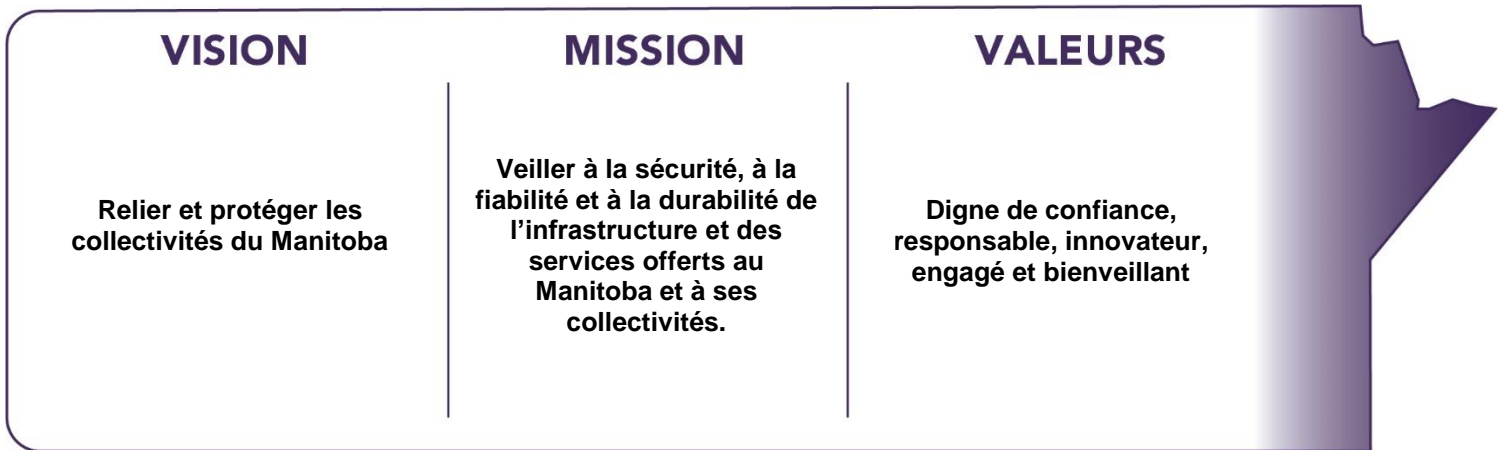 VISION
Relier et protéger les
collectivités du Manitoba
MISSION
Veiller à la sécurité, à la
fiabilité et à la durabilité de
l’infrastructure et des
services offerts au
Manitoba et à ses
collectivités.
VALEURS
Digne de confiance,
responsable, innovateur,
engagé et bienveillant